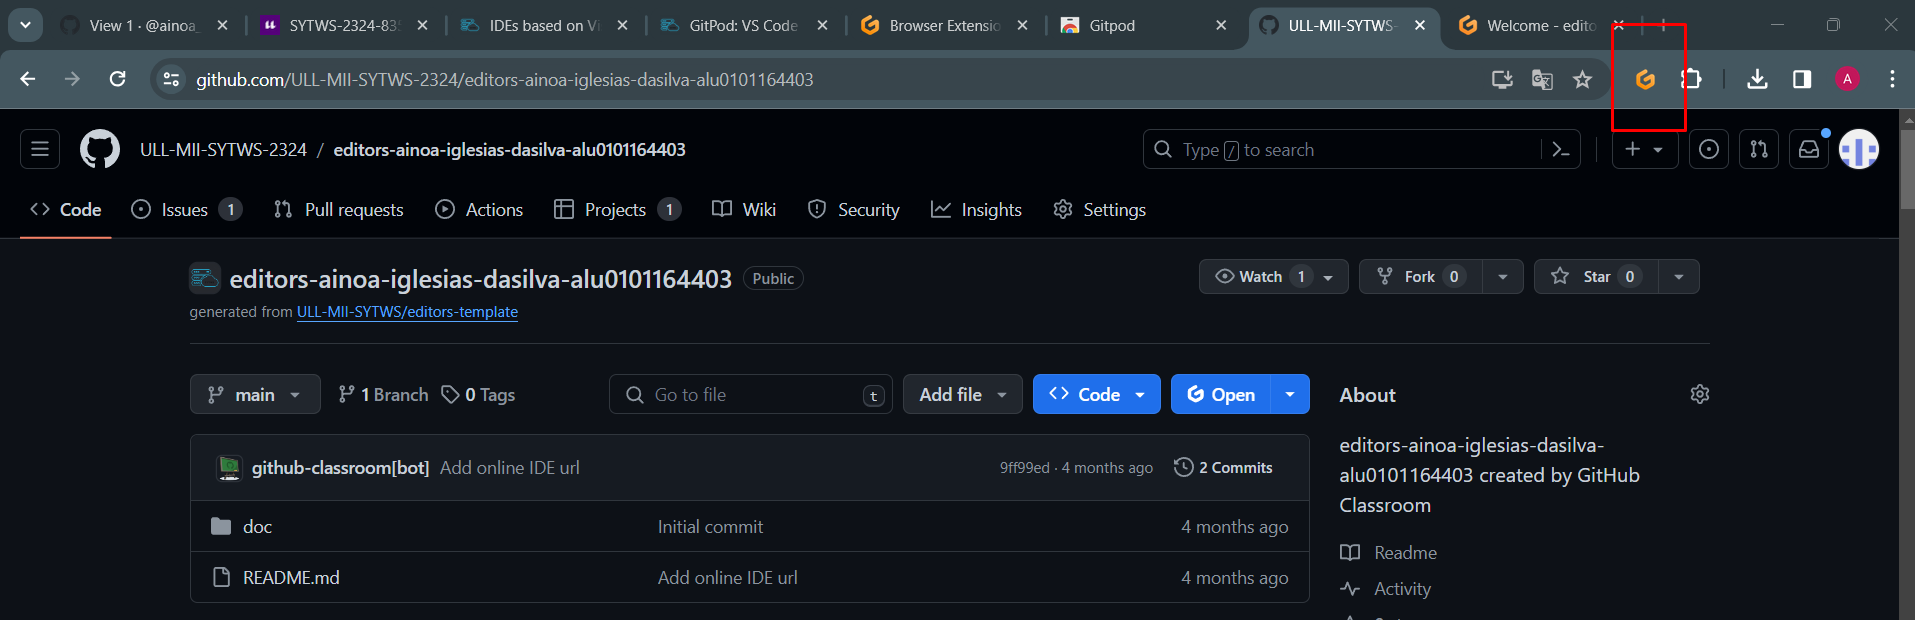 View 1 · @ainoa_
SYTWS-2324-835
IDEs based on Vi
GitPod: VS Code
Browser Extensio
Gitpod
ULL-MII-SYTWS-
Welcome - edito
github.com/ULL-MII-SYTWS-2324/editors-ainoa-iglesias-dasilva-alu0101164403
A
ULL-MII-SYTWS-2324 / editors-ainoa-iglesias-dasilva-alu0101164403
Type / to search
Code
Issues 1
Pull requests
Actions
Projects 1
Wiki
Security
Insights
Settings
editors-ainoa-iglesias-dasilva-alu0101164403 Public
generated from ULL-MII-SYTWS/editors-template
Watch 1
Fork 0
Star 0
main
1 Branch
0 Tags
Go to file t
Add file
Code
Open
About
editors-ainoa-iglesias-dasilva-
alu0101164403 created by GitHub
Classroom
Readme
Activity
github-classroom[bot] Add online IDE url 9ff99ed · 4 months ago 2 Commits
doc Initial commit 4 months ago
README.md Add online IDE url 4 months ago